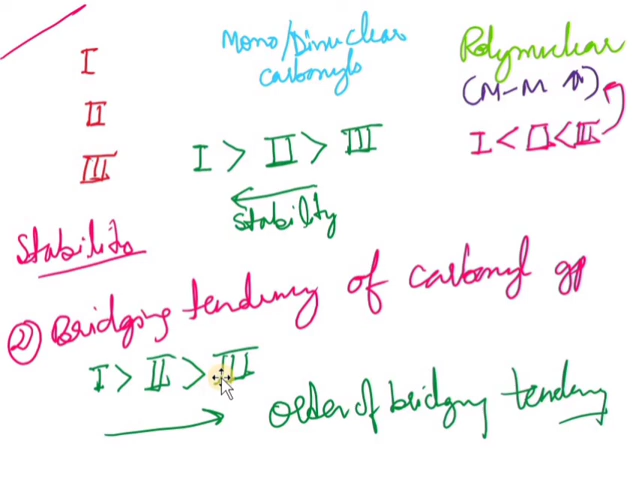 I
II
III
Mono/Dinuclear
carbonyls
Polynuclear
(M-M ↑)
I > II > III
I < II < III
stability
Stability
② Bridging tendency of carbonyl gp
I > II > III
order of bridging tendency